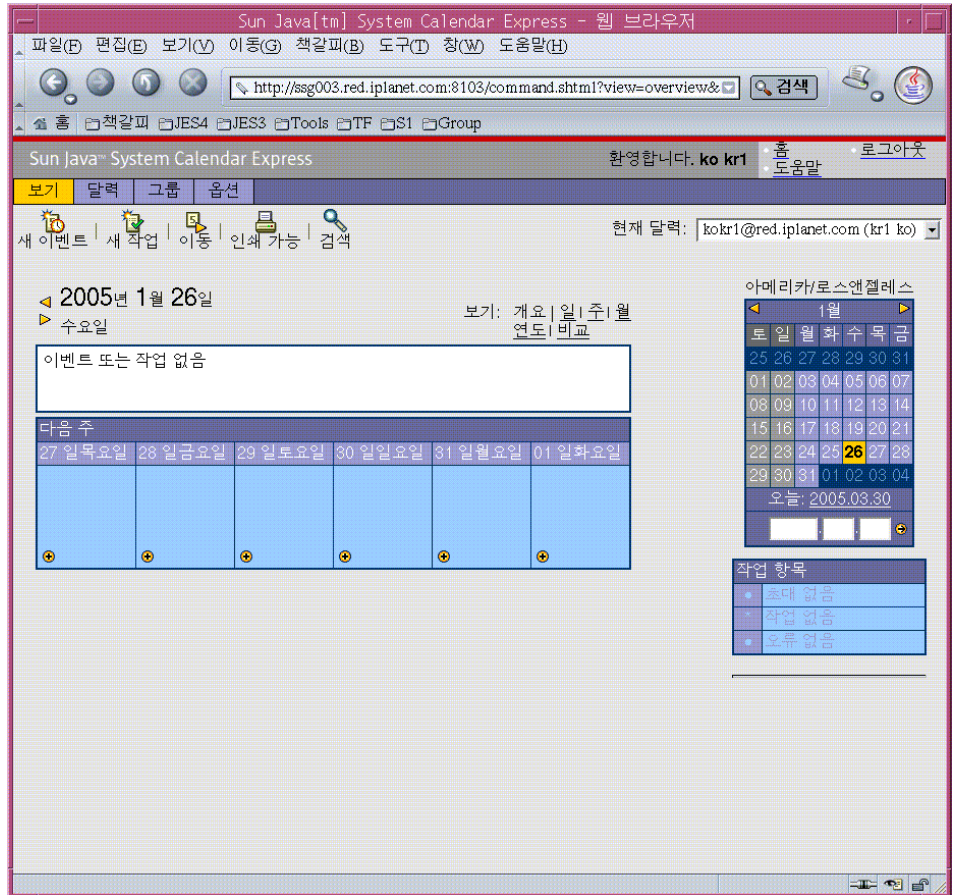 Sun Java[tm] System Calendar Express - 웹 브라우저
파일(F) 편집(E) 보기(V) 이동(G) 책갈피(B) 도구(T) 창(W) 도움말(H)
http://ssg003.red.iplanet.com:8103/command.shtml?view=overview& 검색
홈 책갈피 JES4 JES3 Tools TF S1 Group
Sun Java™ System Calendar Express 환영합니다. ko kr1 홈 로그아웃
도움말
보기 달력 그룹 옵션
새 이벤트 | 새 작업 | 이동 | 인쇄 가능 | 검색
현재 달력: kokr1@red.iplanet.com (kr1 ko)
2005년 1월 26일
수요일
보기: 개요 | 일 | 주 | 월
연도 | 비교
이벤트 또는 작업 없음
다음 주
27 일목요일 28 일금요일 29 일토요일 30 일일요일 31 일월요일 01 일화요일
아메리카/로스앤젤레스
1월
토 일 월 화 수 목 금
25 26 27 28 29 30 31
01 02 03 04 05 06 07
08 09 10 11 12 13 14
15 16 17 18 19 20 21
22 23 24 25 26 27 28
29 30 31 01 02 03 04
오늘: 2005.03.30
. .
작업 항목
초대 없음
작업 없음
오류 없음